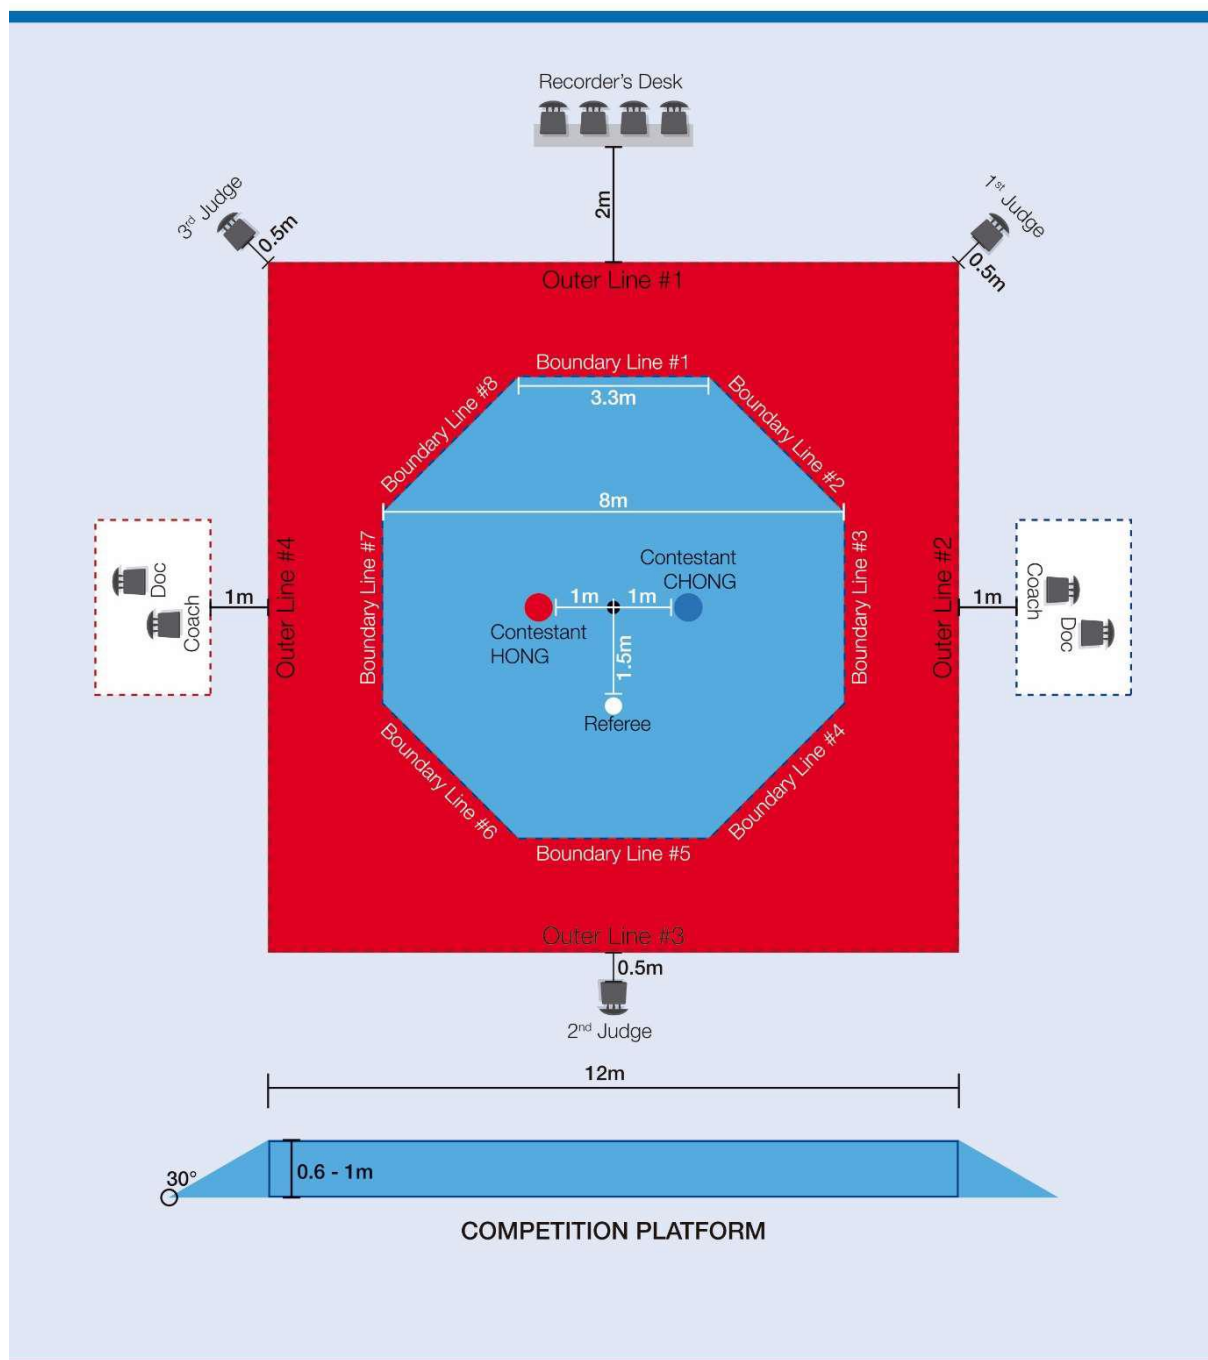 Recorder's Desk
3rd Judge
0.5m
2m
1st Judge
0.5m
Outer Line #1
Boundary Line #1
3.3m
Boundary Line #8
Boundary Line #2
8m
Doc
Coach
1m
Outer Line #4
Boundary Line #7
Contestant
CHONG
1m
1m
Contestant
HONG
1.5m
Referee
Boundary Line #3
Outer Line #2
1m
Coach
Doc
Boundary Line #6
Boundary Line #4
Boundary Line #5
Outer Line #3
0.5m
2nd Judge
12m
30°
0.6 - 1m
COMPETITION PLATFORM